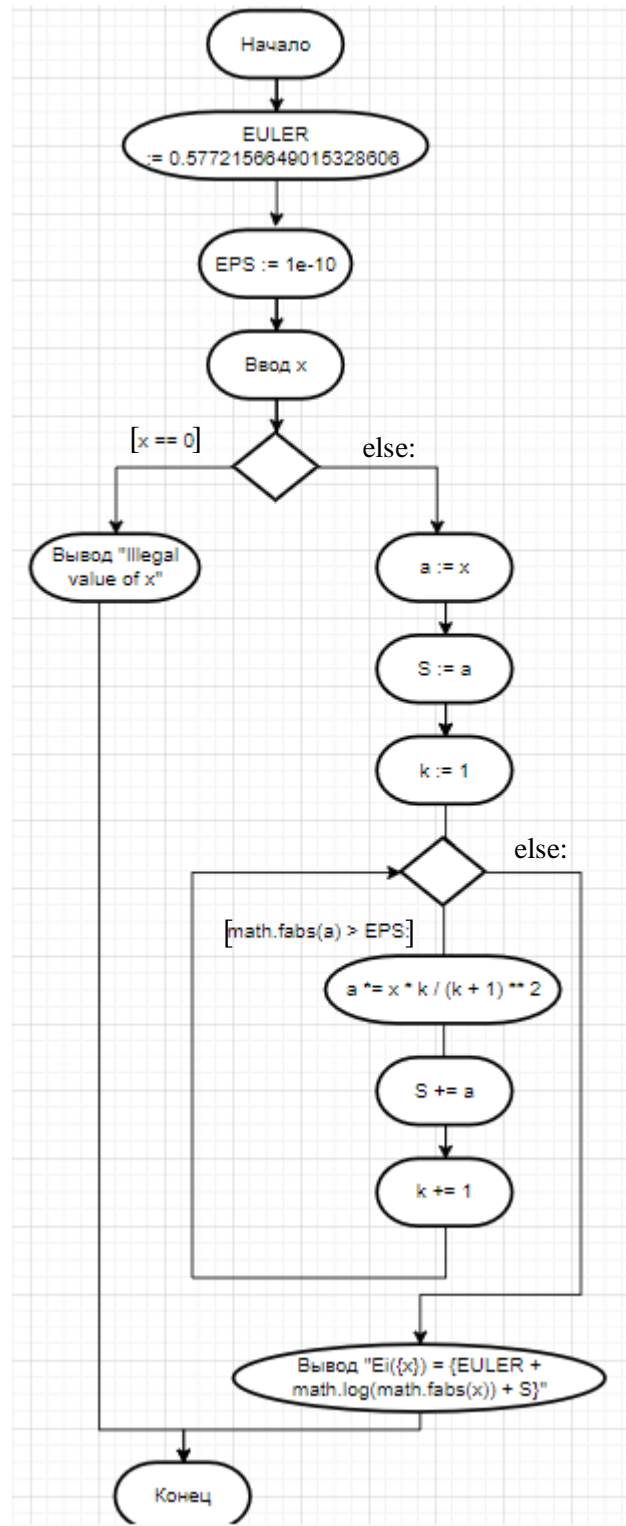 Начало
EULER
:= 0.5772156649015328606
EPS := 1e-10
Ввод x
[x == 0]
else:
Вывод "Illegal
value of x"
a := x
S := a
k := 1
else:
[math.fabs(a) > EPS:]
a *= x * k / (k + 1) ** 2
S += a
k += 1
Вывод "Ei({x}) = {EULER +
math.log(math.fabs(x)) + S}"
Конец